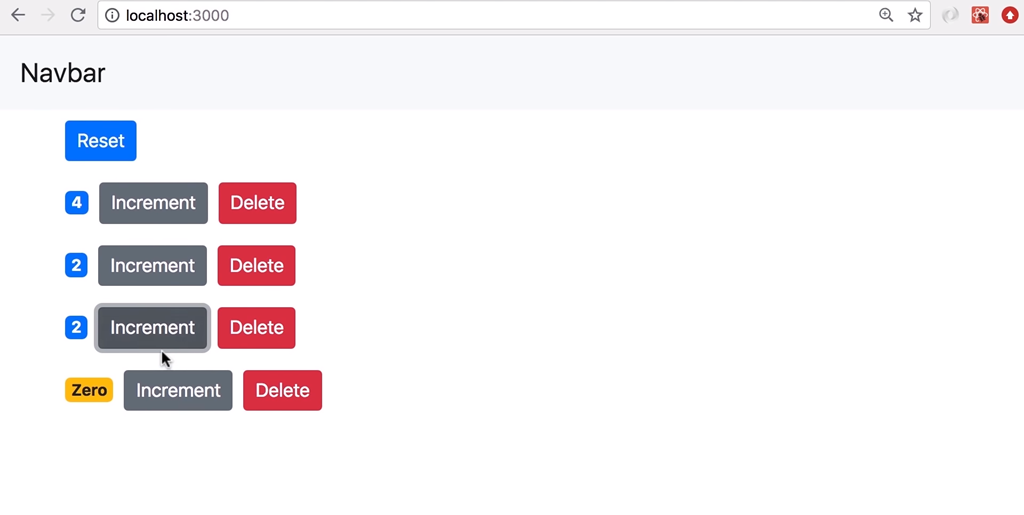 localhost:3000
Navbar
Reset
4 Increment Delete
2 Increment Delete
2 Increment Delete
Zero Increment Delete